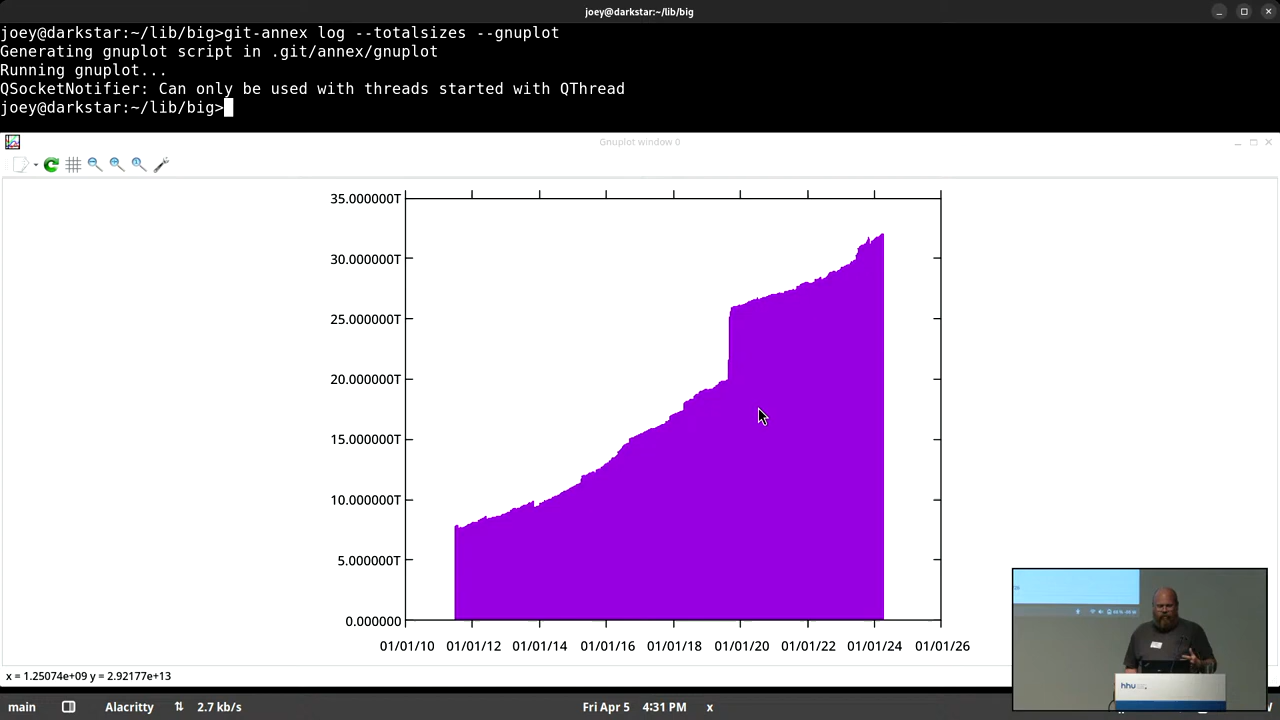 joey@darkstar:~/lib/big
joey@darkstar:~/lib/big>git-annex log --totalsizes --gnuplot
Generating gnuplot script in .git/annex/gnuplot
Running gnuplot...
QSocketNotifier: Can only be used with threads started with QThread
joey@darkstar:~/lib/big>
Gnuplot window 0
35.000000T
30.000000T
25.000000T
20.000000T
15.000000T
10.000000T
5.000000T
0.000000
01/01/10 01/01/12 01/01/14 01/01/16 01/01/18 01/01/20 01/01/22 01/01/24 01/01/26
x = 1.25074e+09 y = 2.92177e+13
hhu
main Alacritty ⇅ 2.7 kb/s Fri Apr 5 4:31 PM x